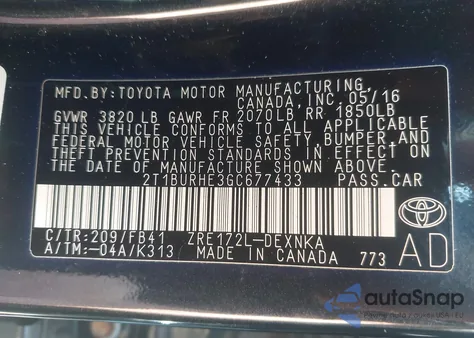 MFD.BY:TOYOTA MOTOR MANUFACTURING,
CANADA, INC. 05/16
GVWR 3820 LB GAWR FR 2070LB RR 1850LB
THIS VEHICLE CONFORMS TO ALL APPLICABLE
FEDERAL MOTOR VEHICLE SAFETY, BUMPER, AND
THEFT PREVENTION STANDARDS IN EFFECT ON
THE DATE OF MANUFACTURE SHOWN ABOVE.
2T1BURHE3GC677433 PASS.CAR
C/TR:209/FB41 ZRE172L-DEXNKA
A/TM:-04A/K313 MADE IN CANADA 773
TOYOTA
AD
autoSnap